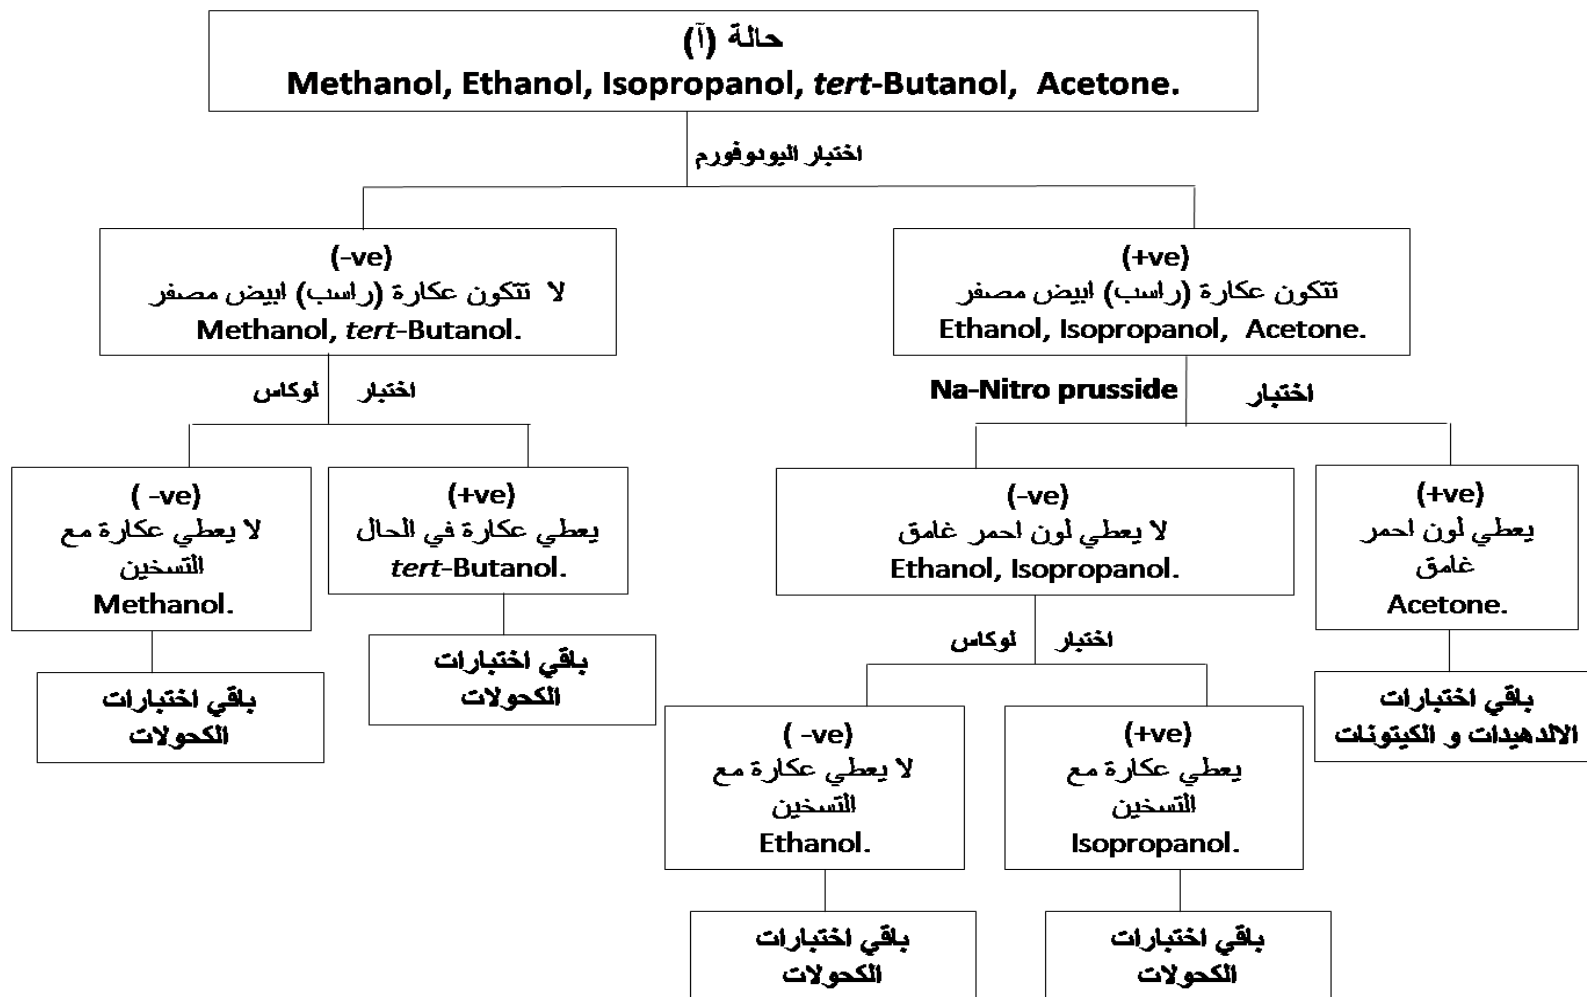 حالة (آ)
Methanol, Ethanol, Isopropanol, tert-Butanol, Acetone.
اختبار اليودوفورم
(-ve)
لا تتكون عكارة (راسب) ابيض مصفر
Methanol, tert-Butanol.
(+ve)
تتكون عكارة (راسب) ابيض مصفر
Ethanol, Isopropanol, Acetone.
اختبار لوكاس
اختبار Na-Nitro prusside
( -ve)
لا يعطي عكارة مع
التسخين
Methanol.
(+ve)
يعطي عكارة في الحال
tert-Butanol.
(-ve)
لا يعطي لون احمر غامق
Ethanol, Isopropanol.
(+ve)
يعطي لون احمر
غامق
Acetone.
باقي اختبارات
الكحولات
باقي اختبارات
الكحولات
اختبار لوكاس
باقي اختبارات
الالدهيدات و الكيتونات
( -ve)
لا يعطي عكارة مع
التسخين
Ethanol.
(+ve)
يعطي عكارة مع
التسخين
Isopropanol.
باقي اختبارات
الكحولات
باقي اختبارات
الكحولات